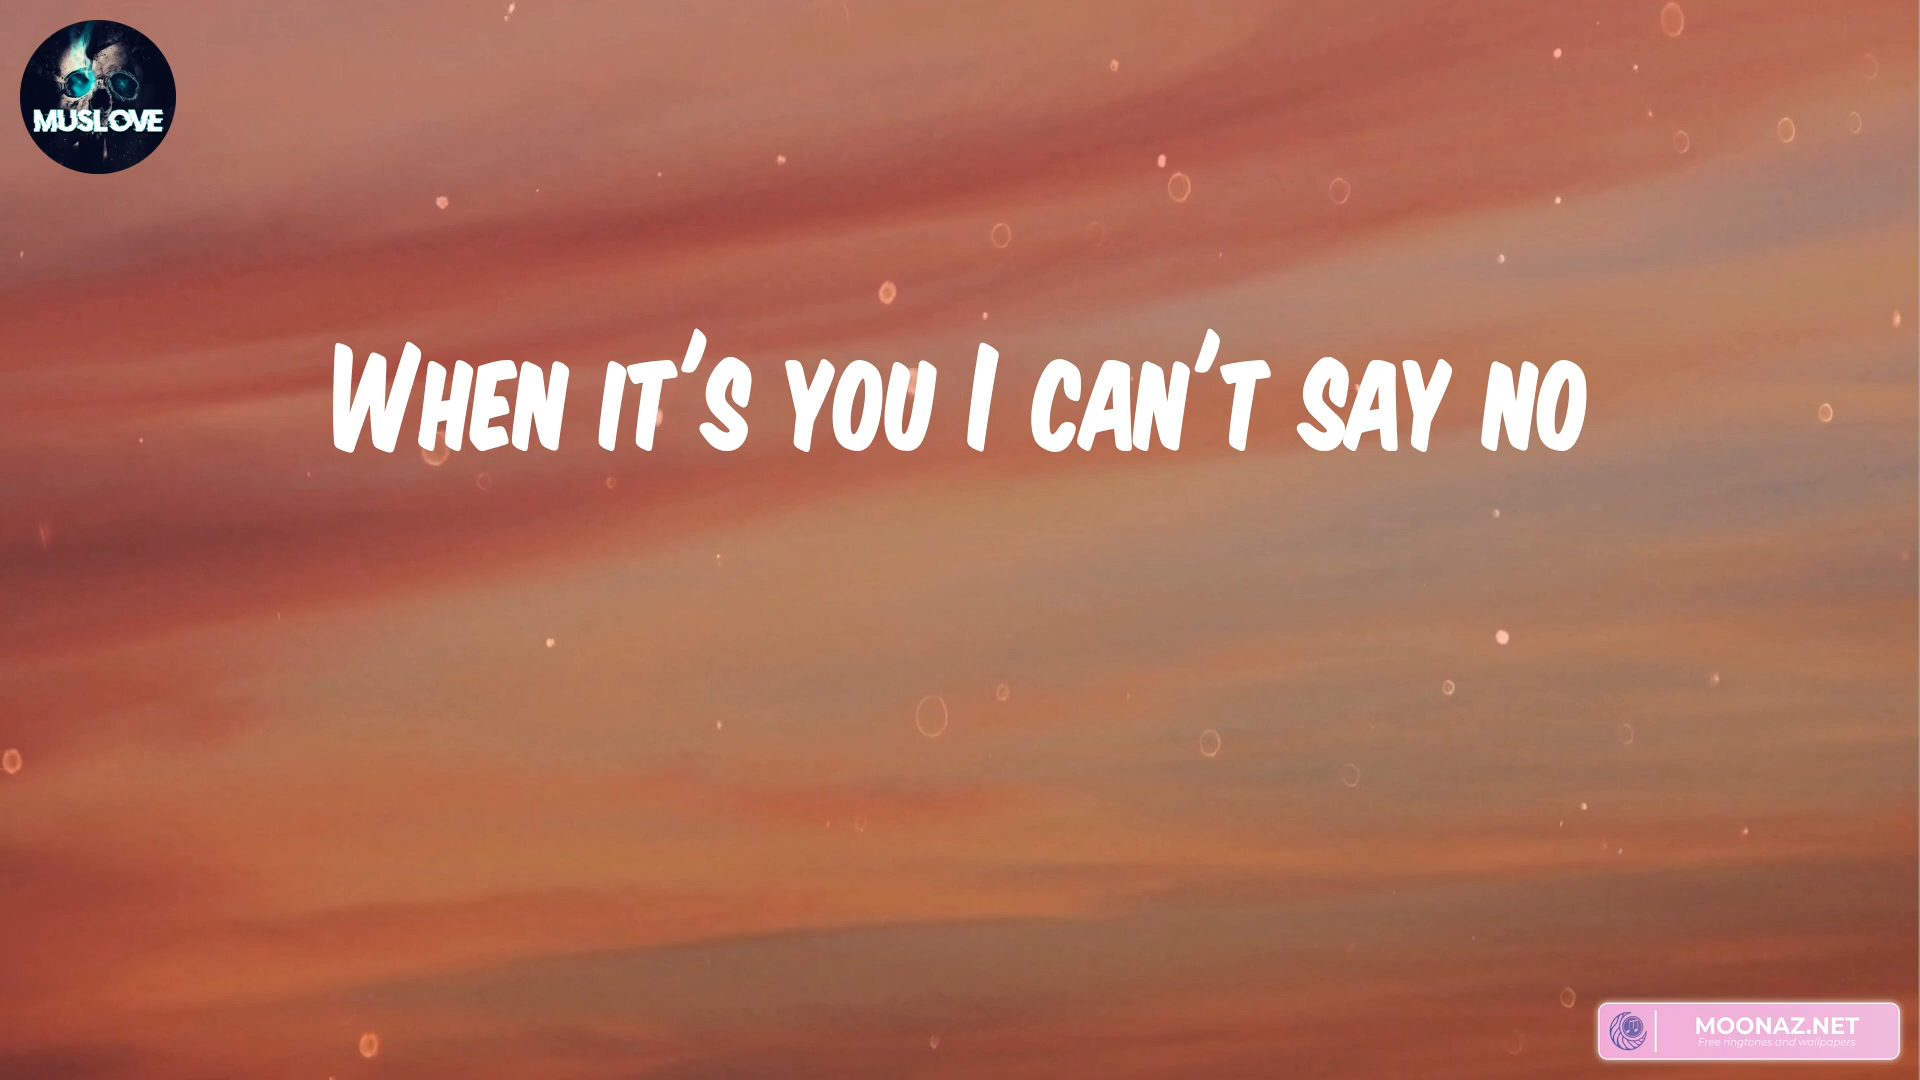 MUSLOVE
When it's you I can't say no
MOONAZ.NET
Free ringtones and wallpapers